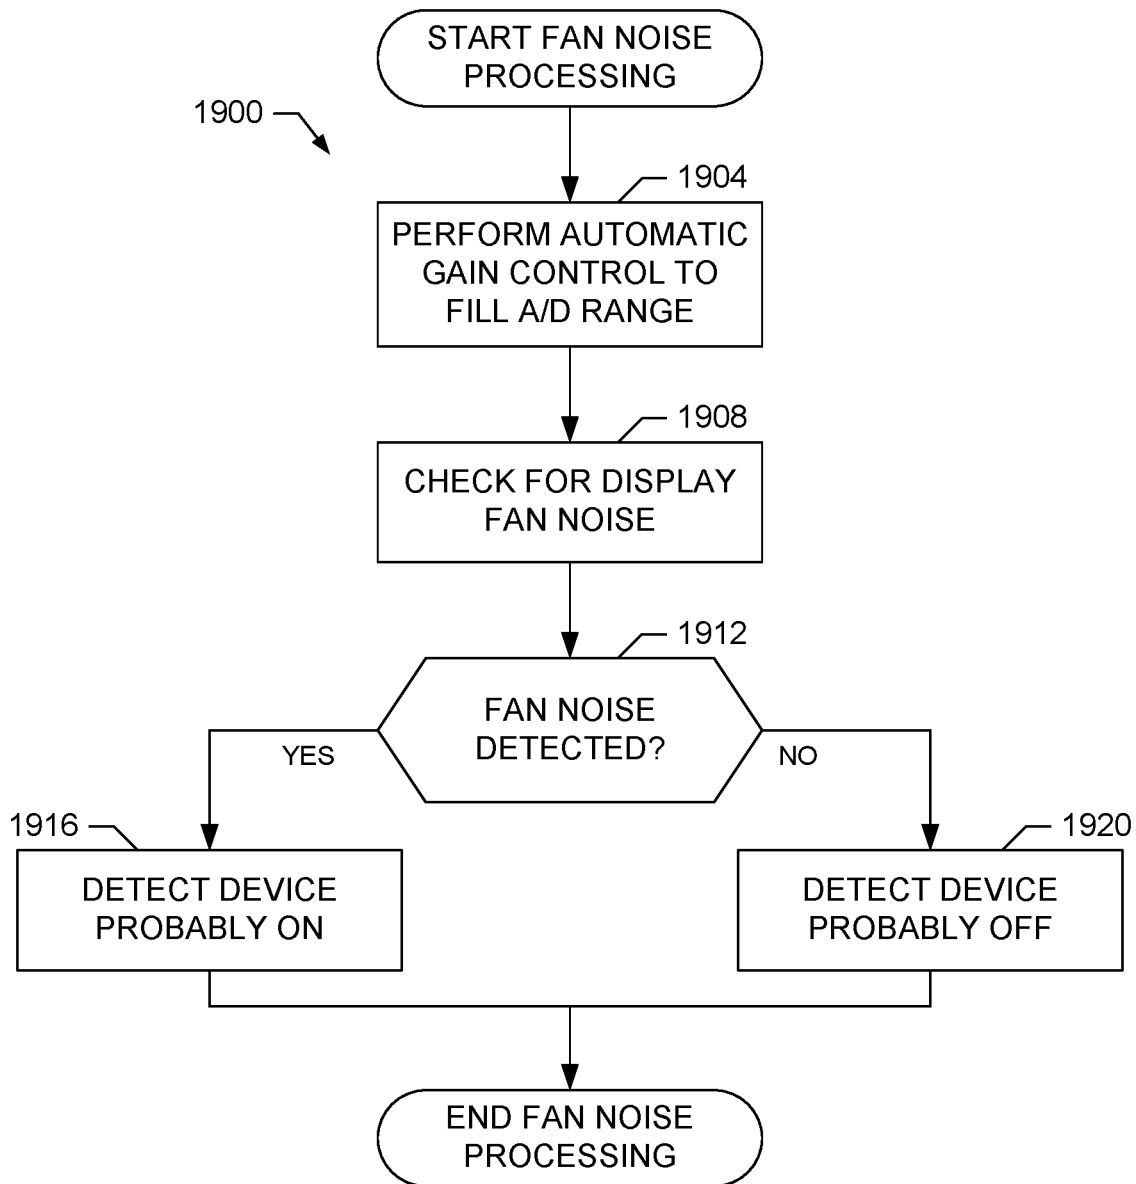 START FAN NOISE
PROCESSING
1900
1904
PERFORM AUTOMATIC
GAIN CONTROL TO
FILL A/D RANGE
1908
CHECK FOR DISPLAY
FAN NOISE
1912
FAN NOISE
DETECTED?
YES
NO
1916
DETECT DEVICE
PROBABLY ON
1920
DETECT DEVICE
PROBABLY OFF
END FAN NOISE
PROCESSING